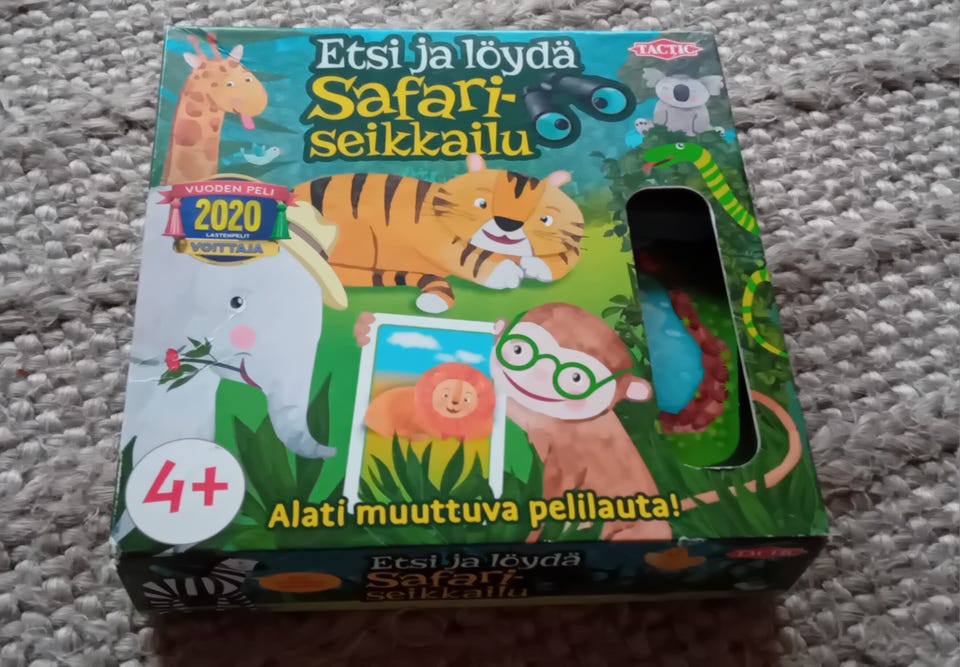 Etsi ja löydä
Safari-
seikkailu
TACTIC
VUODEN PELI
2020
LASTENPELIT
VOITTAJA
4+
Alati muuttuva pelilauta!
Etsi ja löydä
Safari-
seikkailu
TACTIC